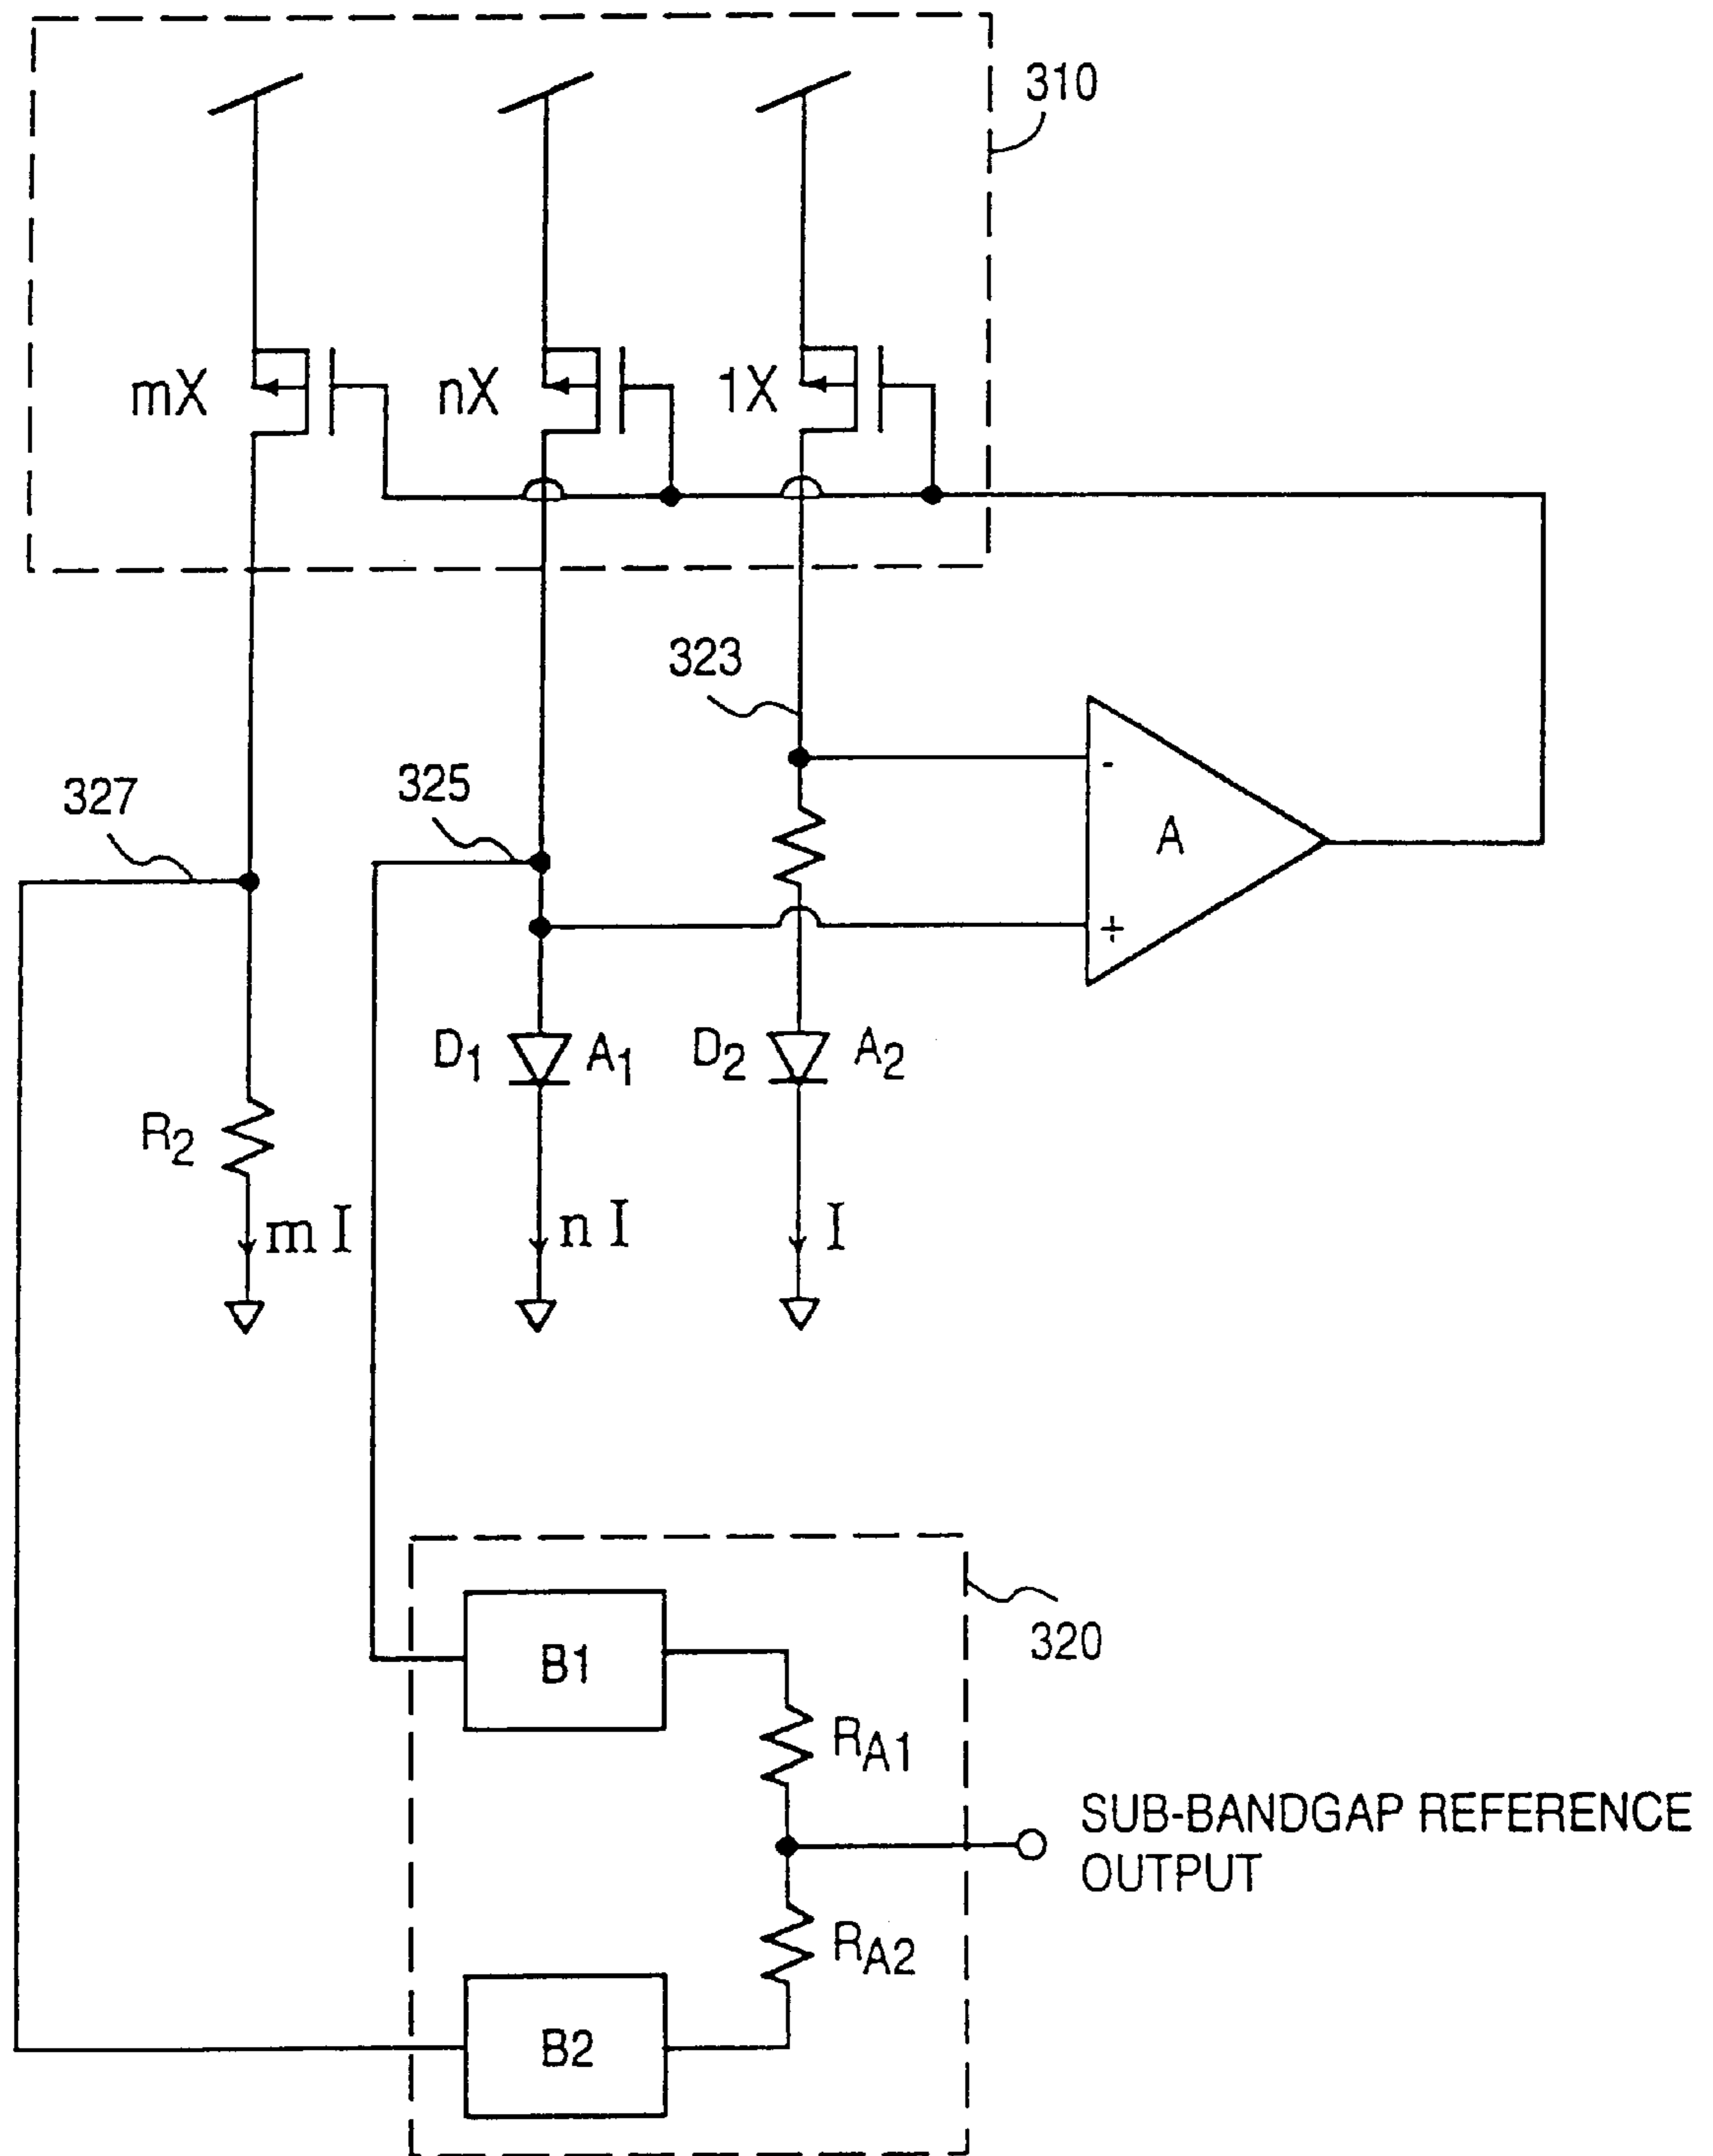 310
mX
nX
1X
323
325
327
-
A
+
D1
A1
D2
A2
R2
mI
nI
I
320
B1
RA1
SUB-BANDGAP REFERENCE
OUTPUT
RA2
B2